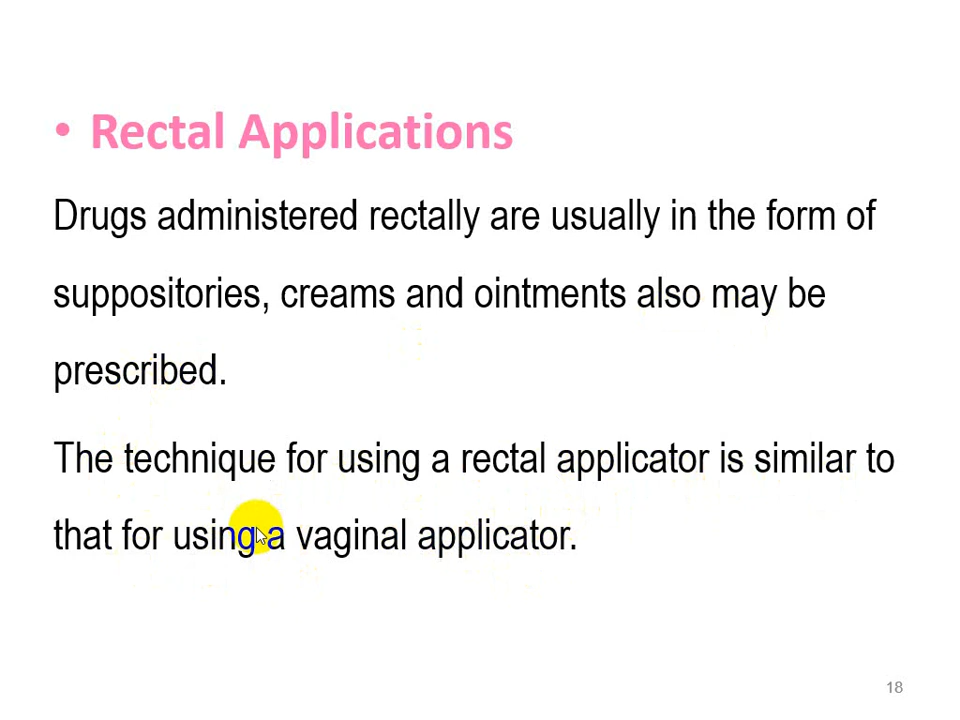 • Rectal Applications
Drugs administered rectally are usually in the form of
suppositories, creams and ointments also may be
prescribed.
The technique for using a rectal applicator is similar to
that for using a vaginal applicator.
18